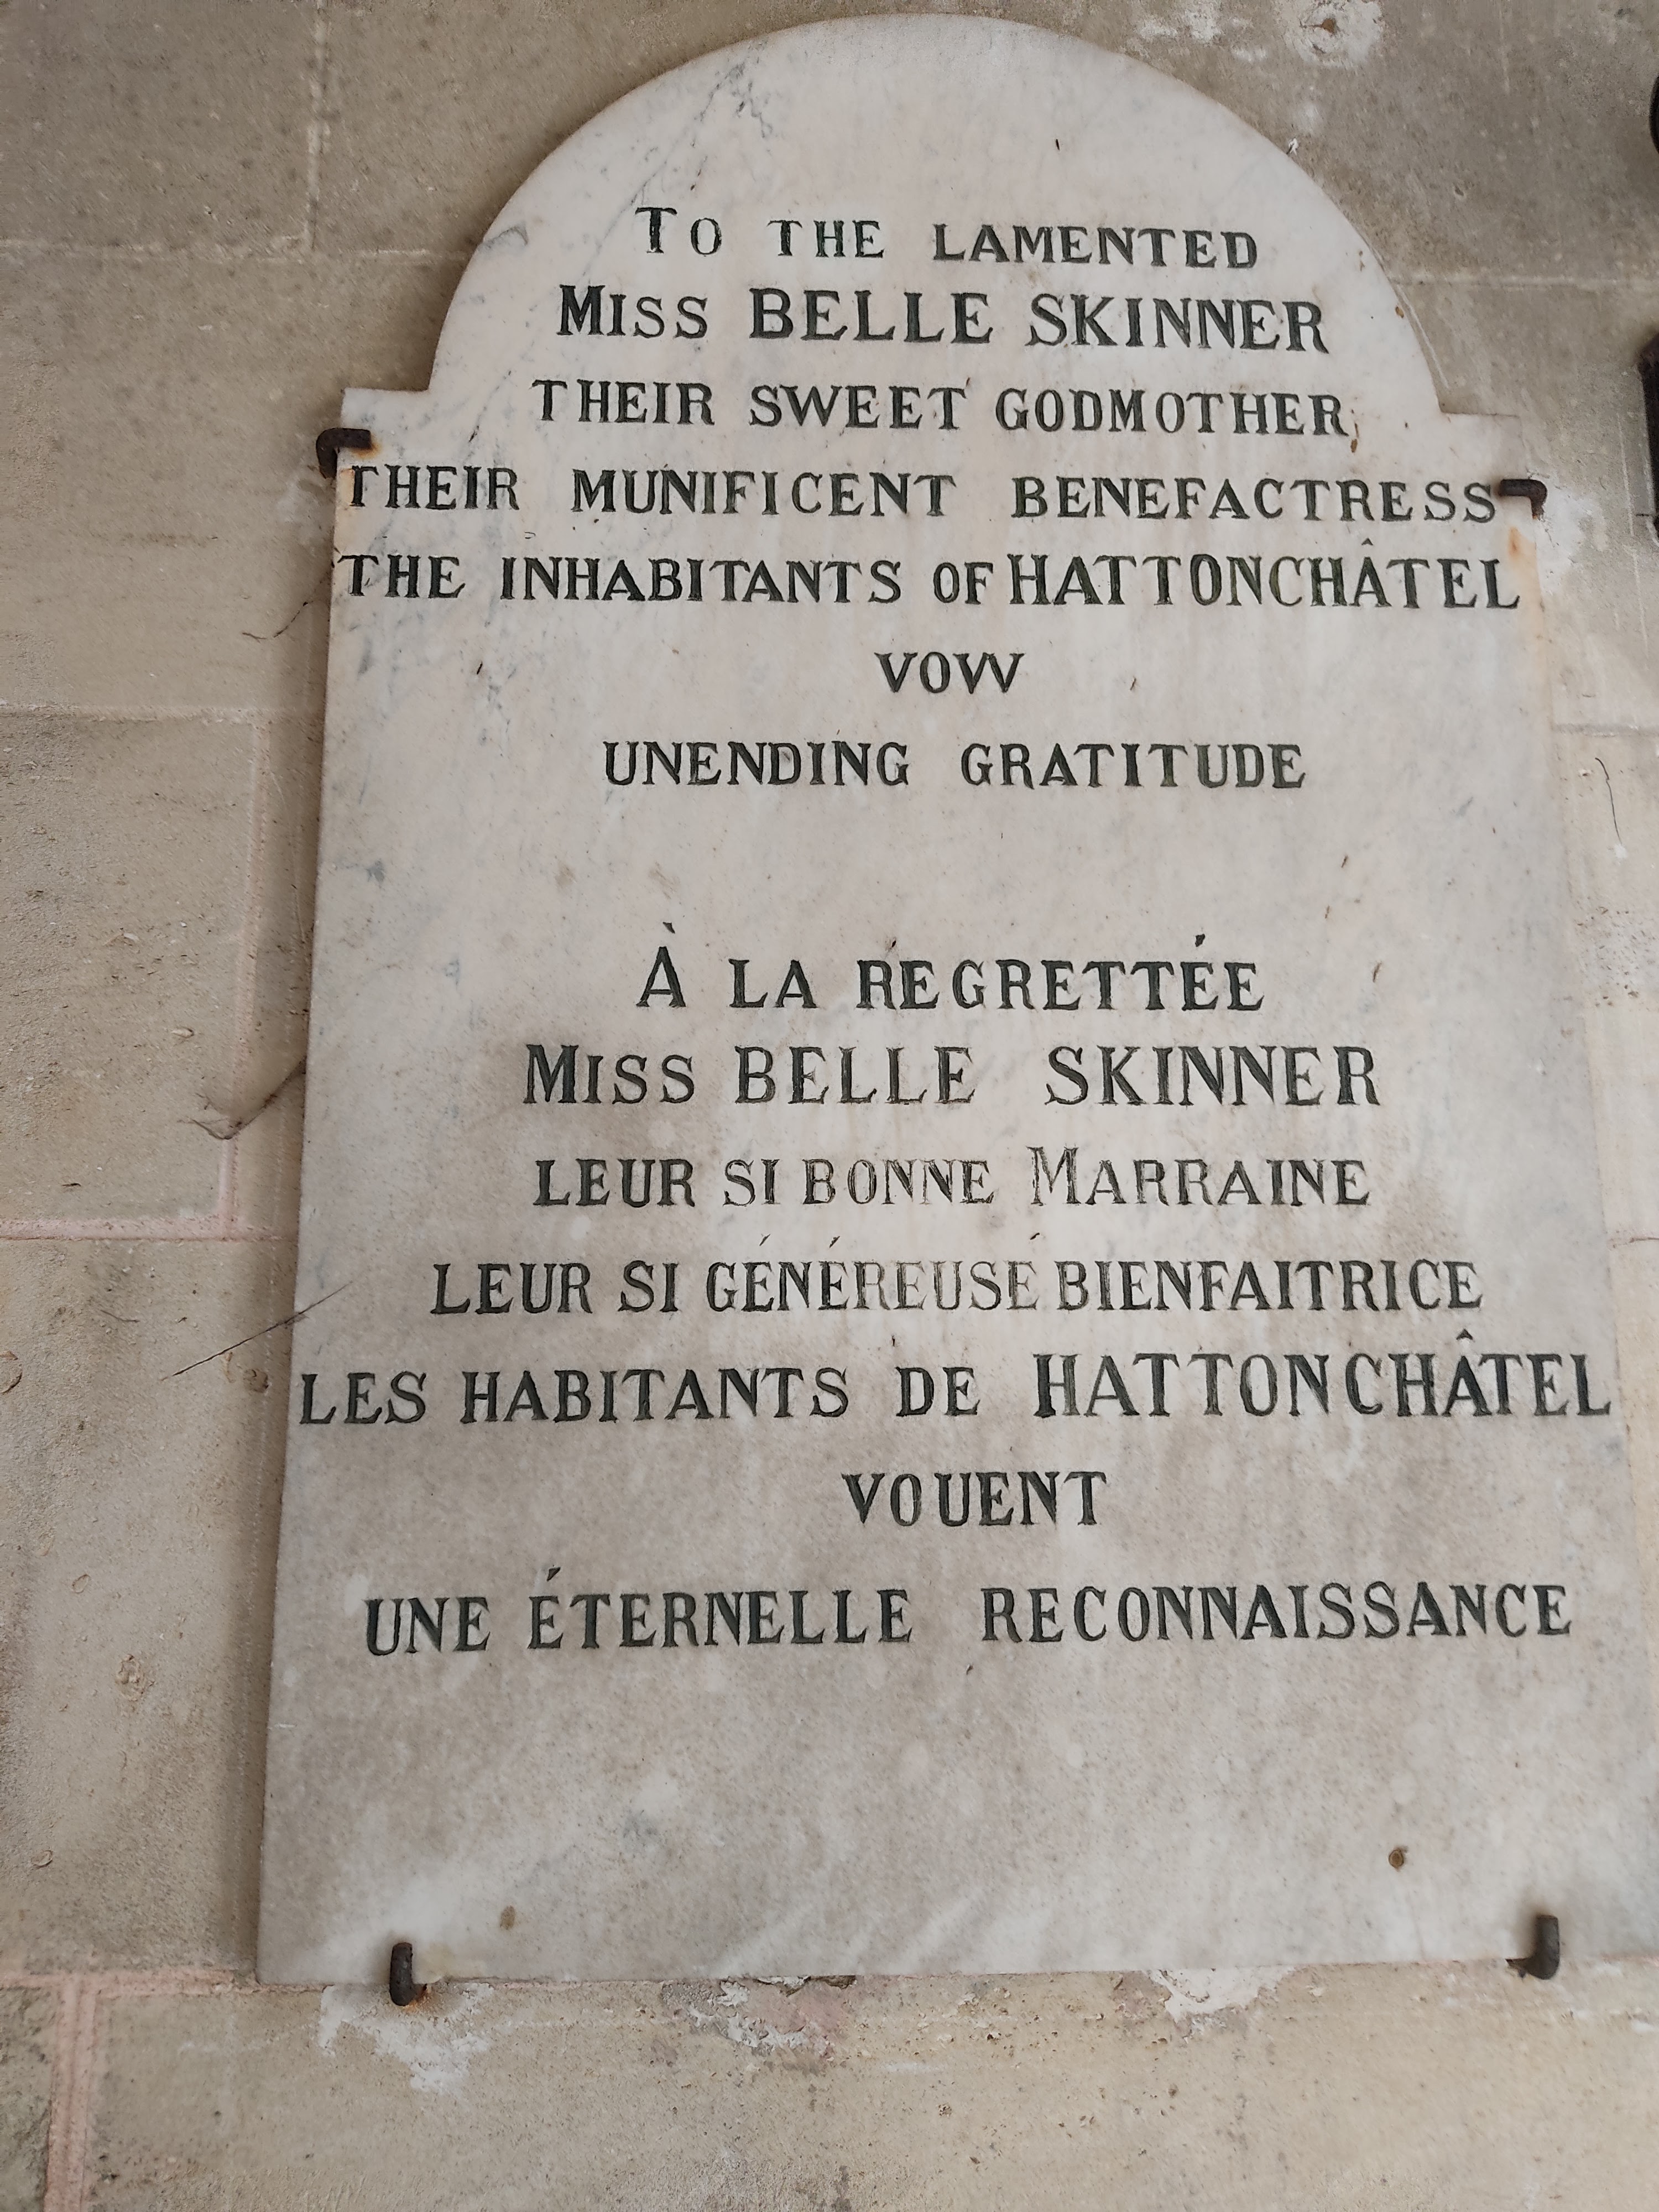 To THE LAMENTED
Miss BELLE SKINNER
THEIR SWEET GODMOTHER,
THEIR MUNIFICENT BENEFACTRESS
THE INHABITANTS OF HATTONCHÂTEL
VOW
UNENDING GRATITUDE
À LA REGRETTÉE
Miss BELLE SKINNER
LEUR SI BONNE MARRAINE
LEUR SI GÉNÉREUSE BIENFAITRICE
LES HABITANTS DE HATTONCHÂTEL
VOUENT
UNE ÉTERNELLE RECONNAISSANCE